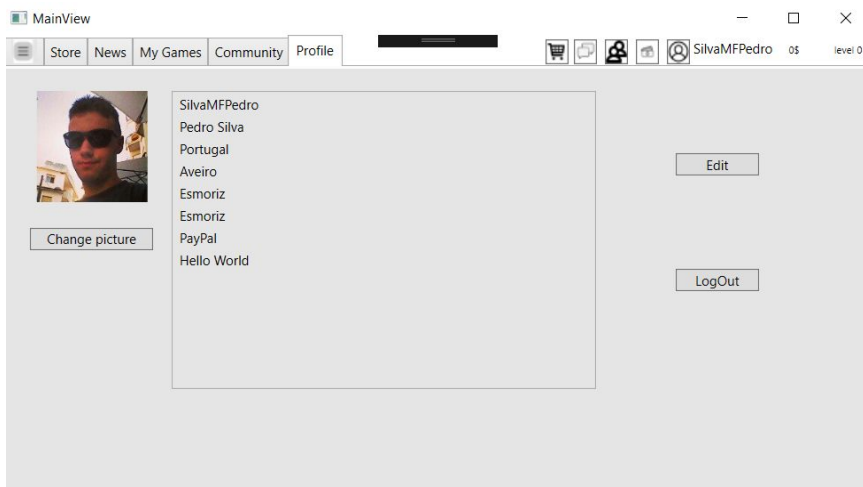 MainView
Store News My Games Community Profile SilvaMFPedro 0$ level 0
SilvaMFPedro
Pedro Silva
Portugal
Aveiro
Esmoriz
Esmoriz
PayPal
Hello World
Change picture
Edit
LogOut